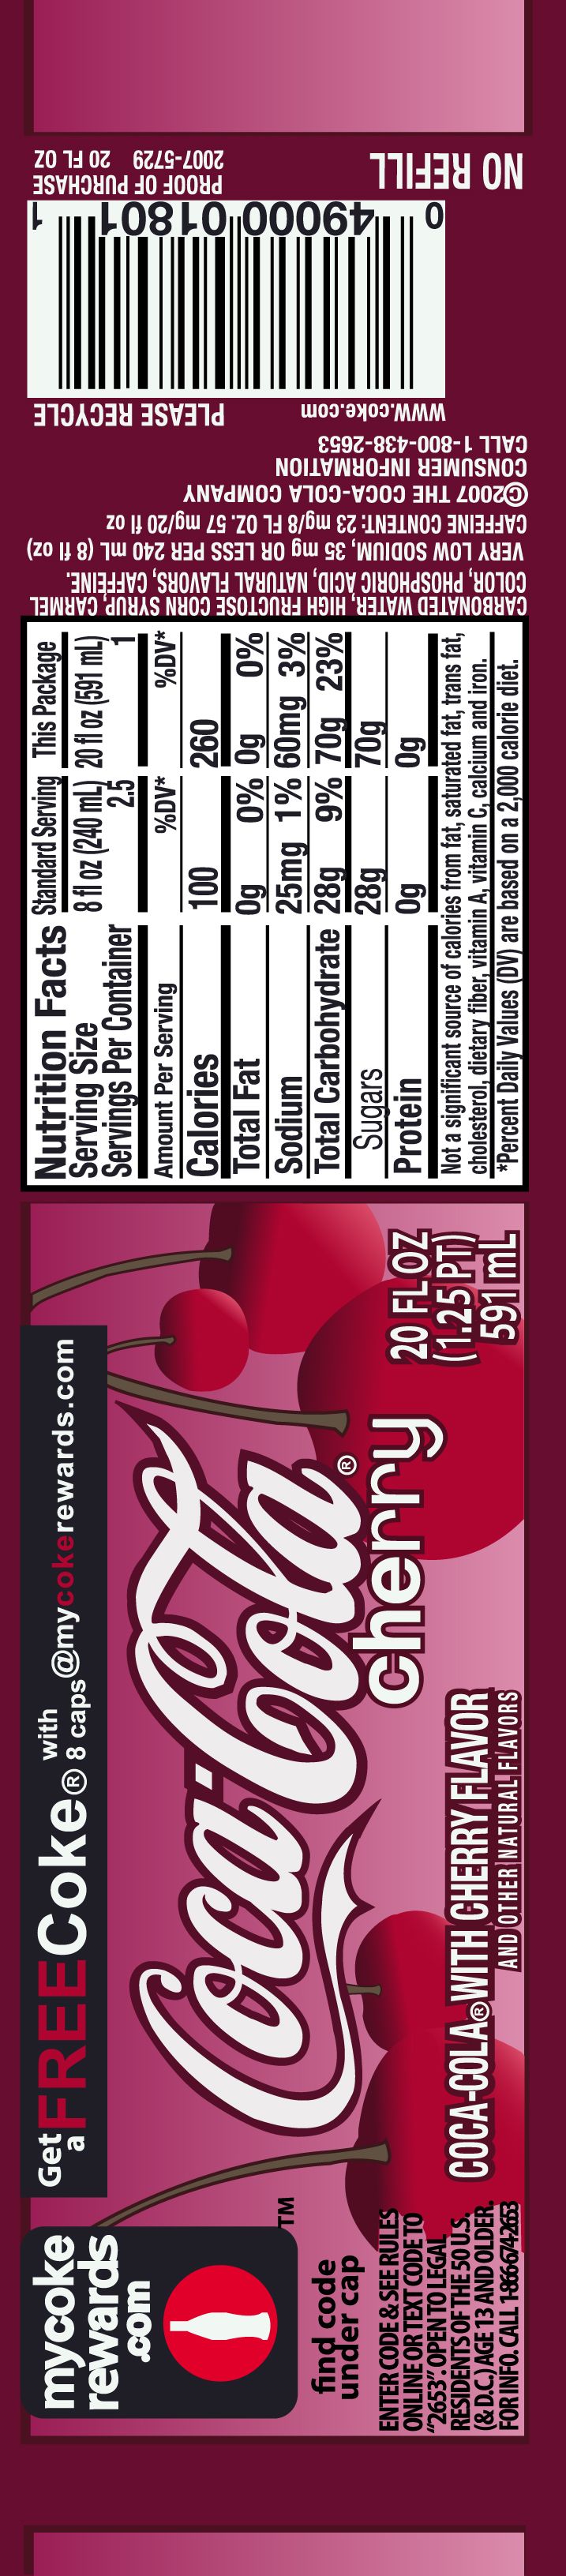 mycoke
rewards
.com
TM
find code
under cap
ENTER CODE & SEE RULES
ONLINE OR TEXT CODE TO
“2653”. OPEN TO LEGAL
RESIDENTS OF THE 50 U.S.
(& D.C.) AGE 13 AND OLDER.
FOR INFO. CALL 1-866-674-2653
Get a FREE Coke® with 8 caps @mycokerewards.com
Coca-Cola®
cherry
COCA-COLA® WITH CHERRY FLAVOR
AND OTHER NATURAL FLAVORS
20 FL OZ
(1.25 PT)
591 mL
Nutrition Facts Standard Serving This Package
Serving Size 8 fl oz (240 mL) 20 fl oz (591 mL)
Servings Per Container 2.5 1
Amount Per Serving %DV* %DV*
Calories 100 260
Total Fat 0g 0% 0g 0%
Sodium 25mg 1% 60mg 3%
Total Carbohydrate 28g 9% 70g 23%
Sugars 28g 70g
Protein 0g 0g
Not a significant source of calories from fat, saturated fat, trans fat,
cholesterol, dietary fiber, vitamin A, vitamin C, calcium and iron.
*Percent Daily Values (DV) are based on a 2,000 calorie diet.
CARBONATED WATER, HIGH FRUCTOSE CORN SYRUP, CARMEL
COLOR, PHOSPHORIC ACID, NATURAL FLAVORS, CAFFEINE.
VERY LOW SODIUM, 35 mg OR LESS PER 240 mL (8 fl oz)
CAFFEINE CONTENT: 23 mg/8 FL OZ. 57 mg/20 fl oz
©2007 THE COCA-COLA COMPANY
CONSUMER INFORMATION
CALL 1-800-438-2653
www.coke.com PLEASE RECYCLE
0 49000 01801 1
NO REFILL
PROOF OF PURCHASE
2007-5729 20 FL OZ